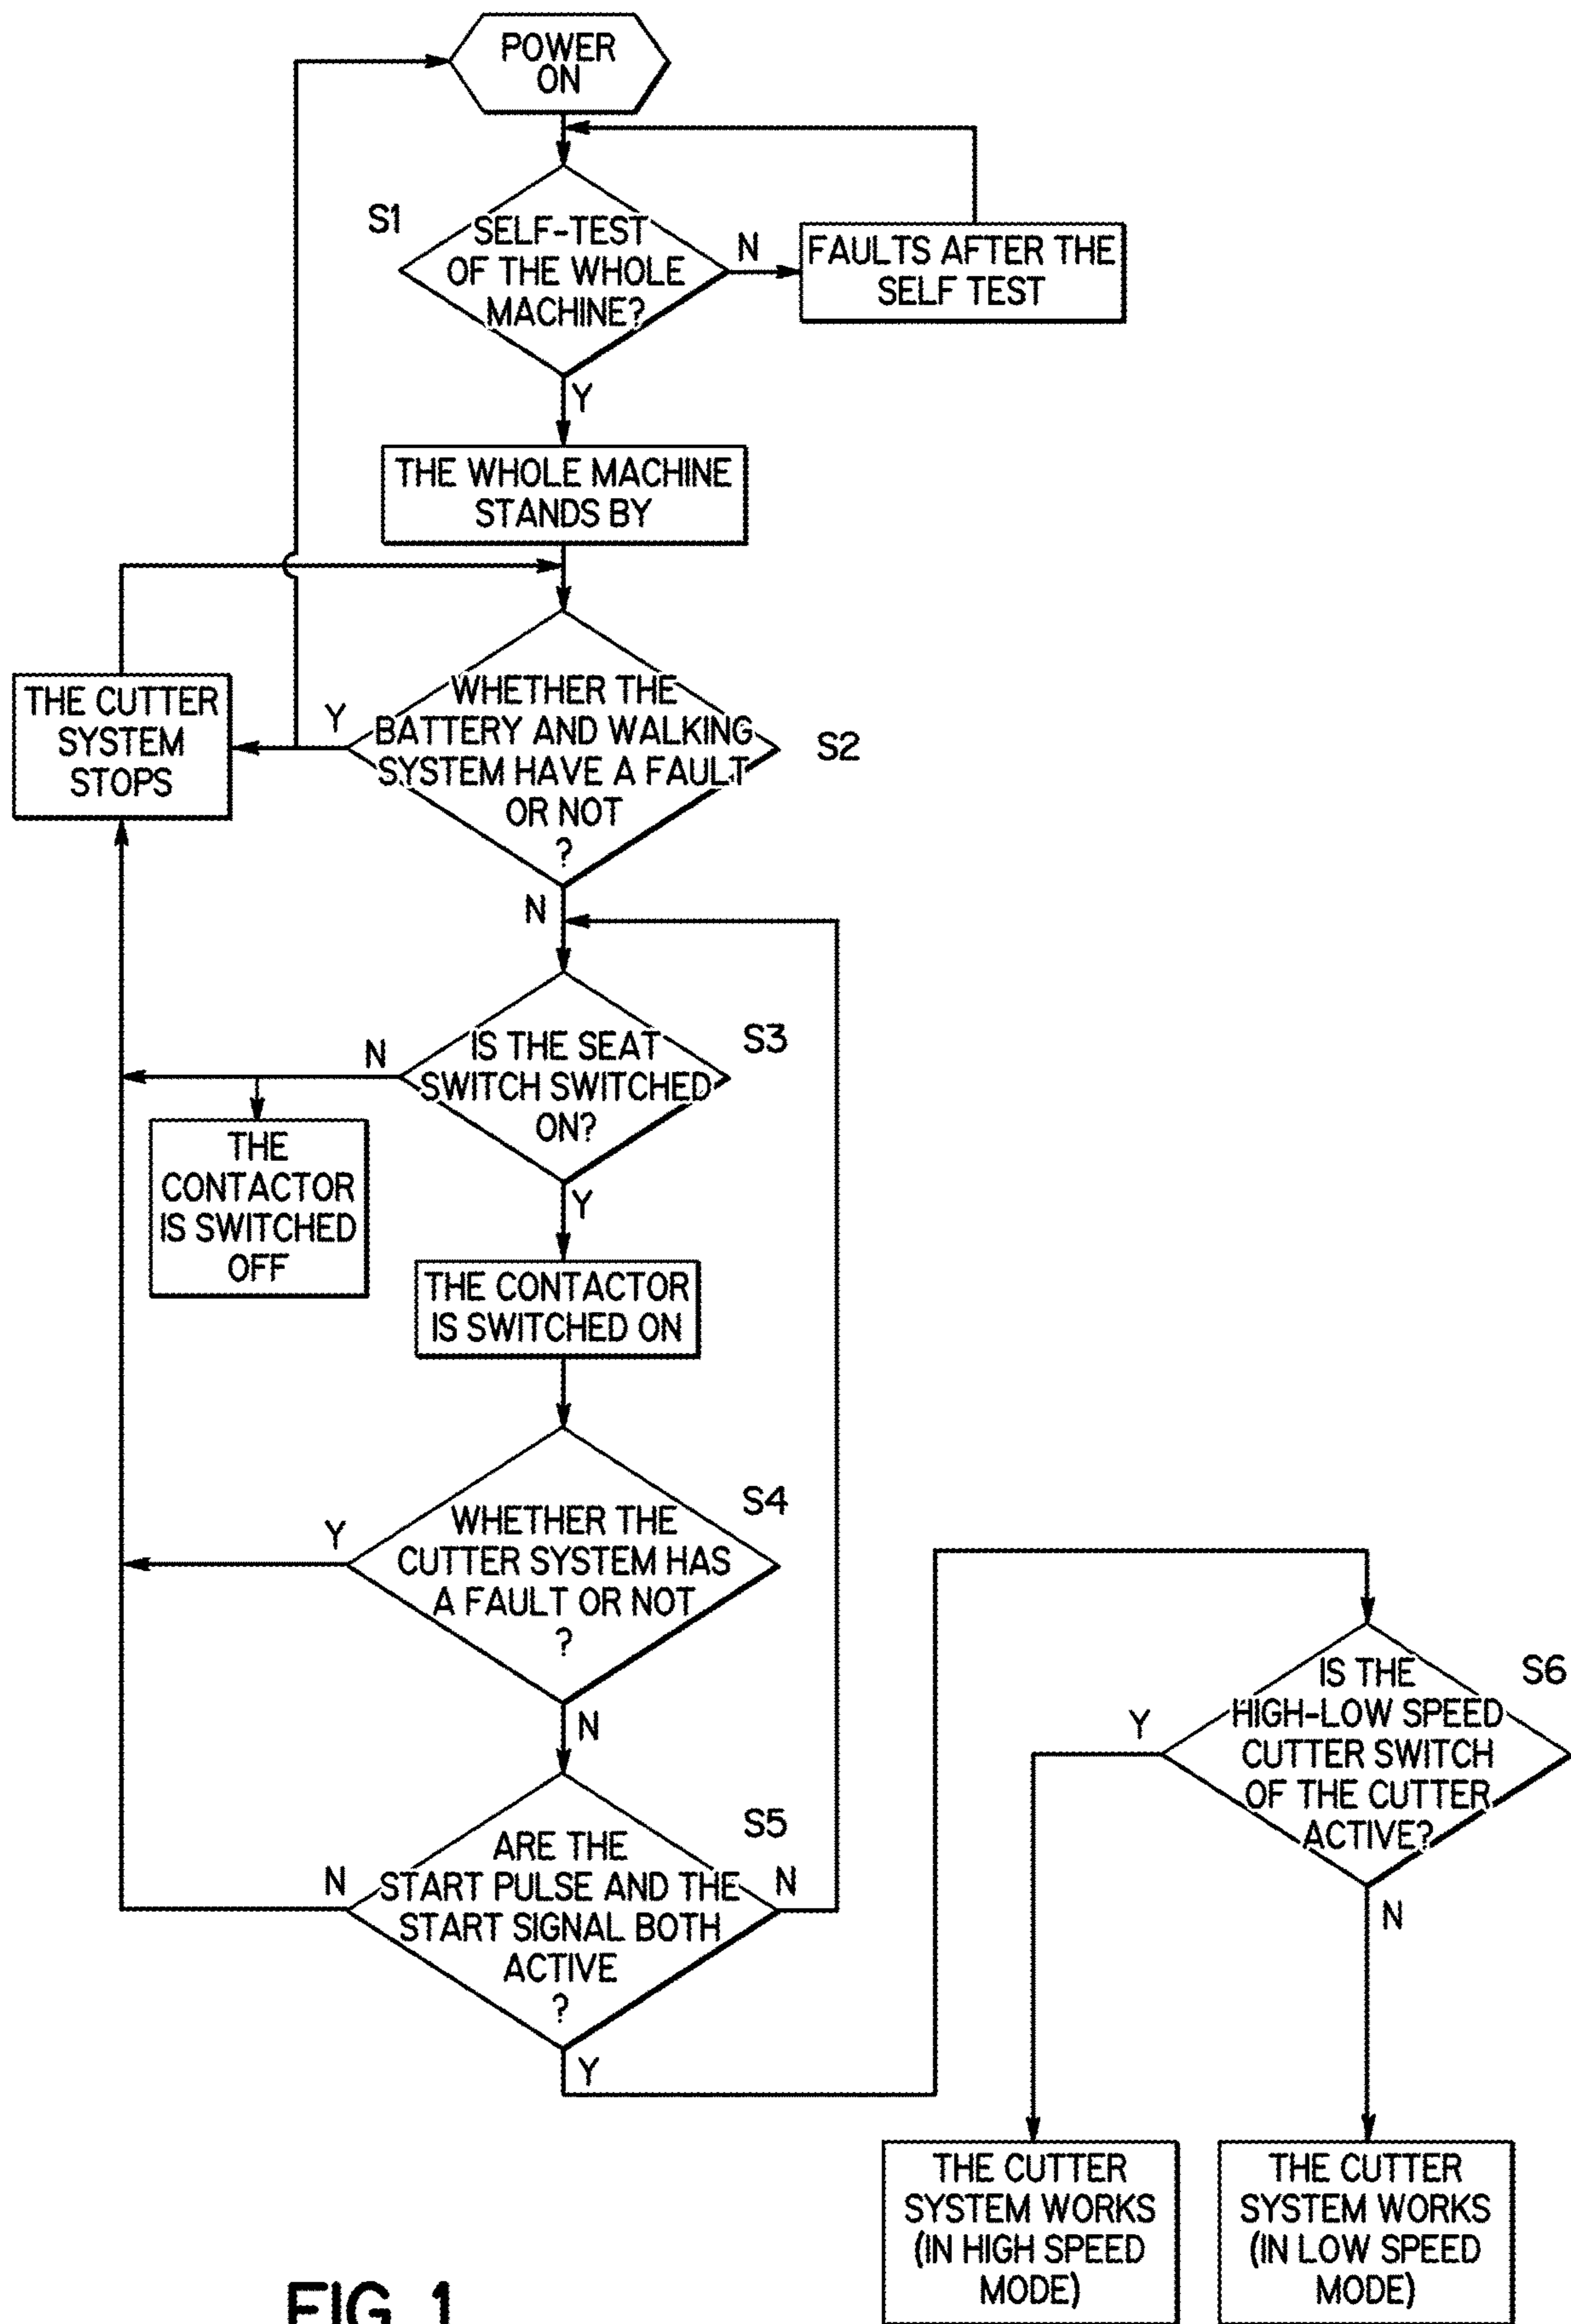 POWER
ON
S1
SELF-TEST
OF THE WHOLE
MACHINE?
N
FAULTS AFTER THE
SELF TEST
Y
THE WHOLE MACHINE
STANDS BY
THE CUTTER
SYSTEM
STOPS
Y
WHETHER THE
BATTERY AND WALKING
SYSTEM HAVE A FAULT
OR NOT
?
S2
N
N
IS THE SEAT
SWITCH SWITCHED
ON?
S3
THE
CONTACTOR
IS SWITCHED
OFF
Y
THE CONTACTOR
IS SWITCHED ON
Y
WHETHER THE
CUTTER SYSTEM HAS
A FAULT OR NOT
?
S4
N
N
ARE THE
START PULSE AND THE
START SIGNAL BOTH
ACTIVE
?
S5
N
Y
IS THE
HIGH-LOW SPEED
CUTTER SWITCH
OF THE CUTTER
ACTIVE?
S6
Y
N
THE CUTTER
SYSTEM WORKS
(IN HIGH SPEED
MODE)
THE CUTTER
SYSTEM WORKS
(IN LOW SPEED
MODE)
FIG. 1